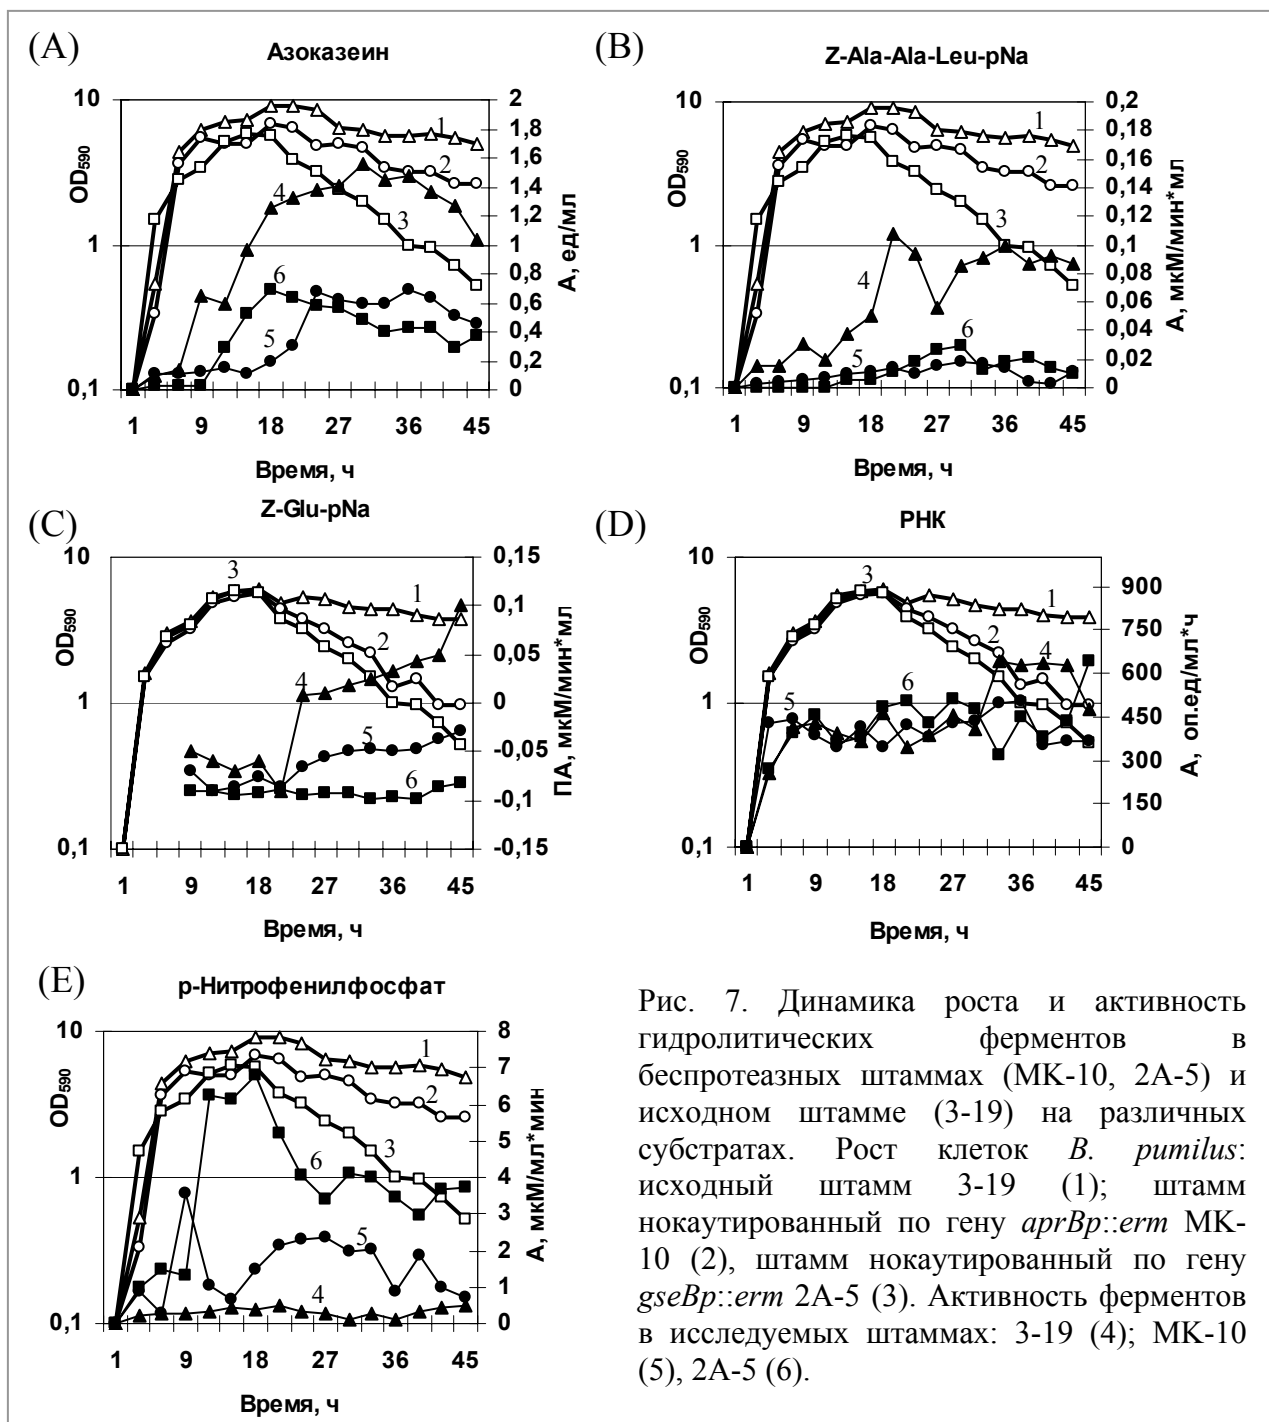 (A)
Азоказеин
OD590
10
1
0,1
2
1,8
1,6
1,4
1,2
1
0,8
0,6
0,4
0,2
0
А, ед/мл
1
2
3
4
5
6
1 9 18 27 36 45
Время, ч
(B)
Z-Ala-Ala-Leu-pNa
OD590
10
1
0,1
0,2
0,18
0,16
0,14
0,12
0,1
0,08
0,06
0,04
0,02
0
А, мкМ/мин*мл
1
2
3
4
5
6
1 9 18 27 36 45
Время, ч
(C)
Z-Glu-pNa
OD590
10
1
0,1
0,15
0,1
0,05
0
-0,05
-0,1
-0,15
ПА, мкМ/мин*мл
3
1
2
4
5
6
1 9 18 27 36 45
Время, ч
(D)
РНК
OD590
10
1
0,1
900
750
600
450
300
150
0
А, оп.ед/мл*ч
3
1
2
4
5
6
1 9 18 27 36 45
Время, ч
(E)
р-Нитрофенилфосфат
OD590
10
1
0,1
8
7
6
5
4
3
2
1
0
А, мкМ/мл*мин
1
2
3
6
5
4
1 9 18 27 36 45
Время, ч
Рис. 7. Динамика роста и активность
гидролитических ферментов в
беспротеазных штаммах (МК-10, 2А-5) и
исходном штамме (3-19) на различных
субстратах. Рост клеток B. pumilus:
исходный штамм 3-19 (1); штамм
нокаутированный по гену aprBp::erm МК-
10 (2), штамм нокаутированный по гену
gseBp::erm 2А-5 (3). Активность ферментов
в исследуемых штаммах: 3-19 (4); МК-10
(5), 2А-5 (6).